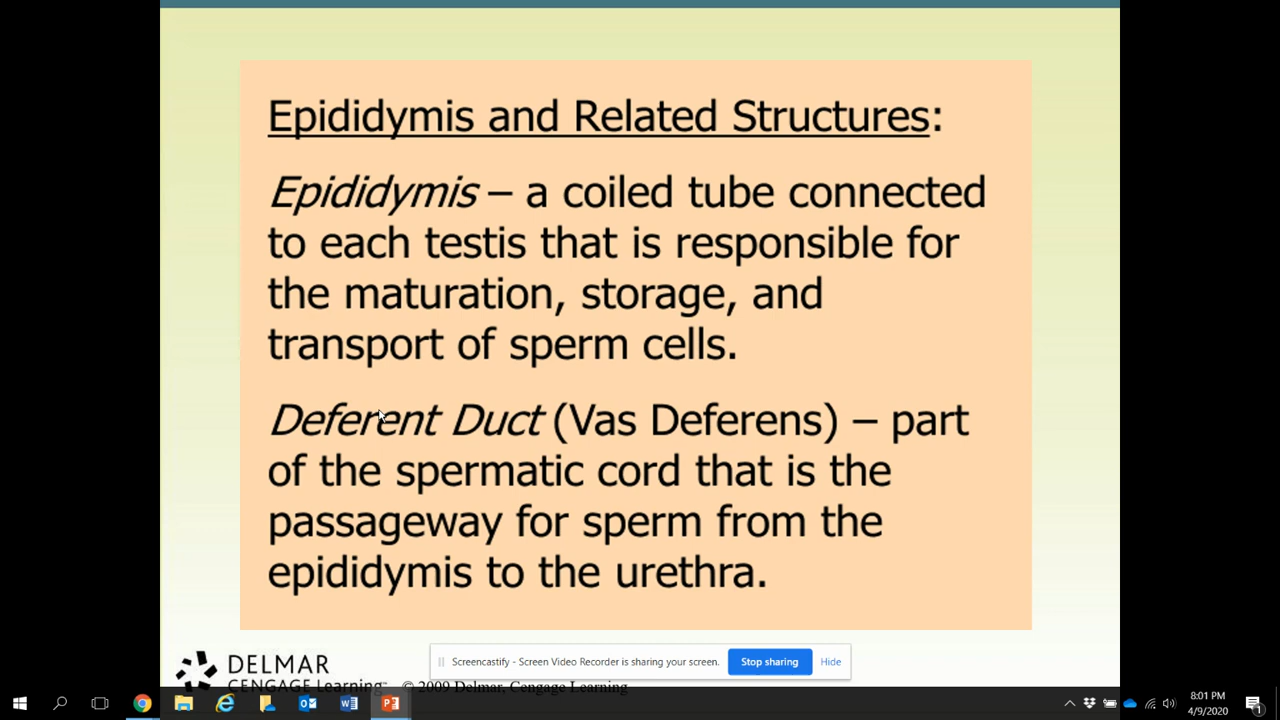 Epididymis and Related Structures:
Epididymis – a coiled tube connected
to each testis that is responsible for
the maturation, storage, and
transport of sperm cells.
Deferent Duct (Vas Deferens) – part
of the spermatic cord that is the
passageway for sperm from the
epididymis to the urethra.
DELMAR
CENGAGE Learning™
© 2009 Delmar, Cengage Learning
Screencastify - Screen Video Recorder is sharing your screen.
Stop sharing
Hide
8:01 PM
4/9/2020
1